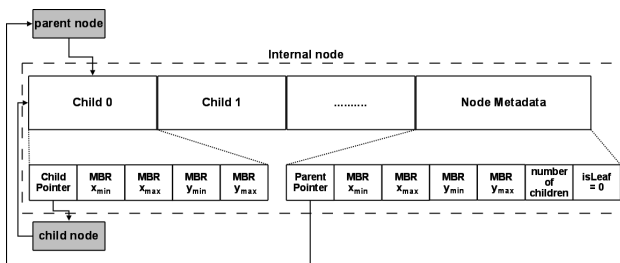 parent node
Internal node
Child 0
Child 1
..........
Node Metadata
Child Pointer
MBR xmin
MBR xmax
MBR ymin
MBR ymax
Parent Pointer
MBR xmin
MBR xmax
MBR ymin
MBR ymax
number of children
isLeaf = 0
child node